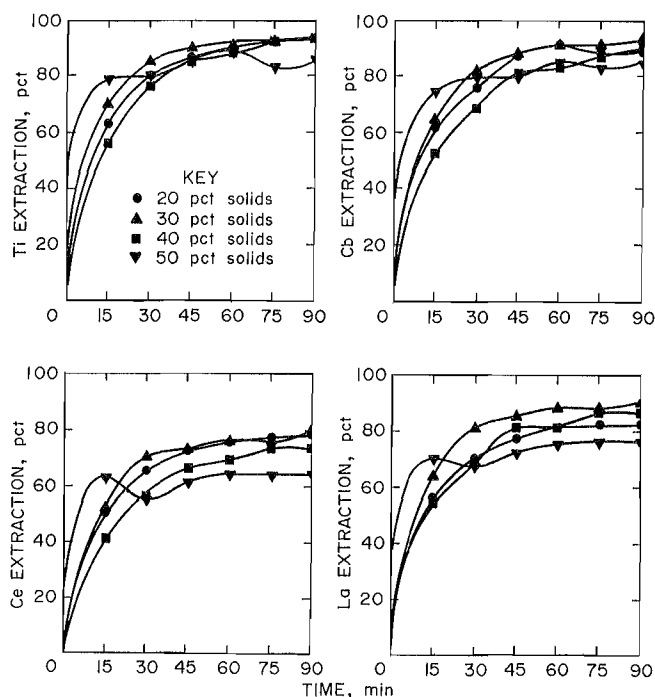 100
80
60
40
20
0
Ti EXTRACTION, pct
KEY
20 pct solids
30 pct solids
40 pct solids
50 pct solids
15 30 45 60 75 90
100
80
60
40
20
0
Cb EXTRACTION, pct
15 30 45 60 75 90
100
80
60
40
20
0
Ce EXTRACTION, pct
15 30 45 60 75 90
100
80
60
40
20
0
La EXTRACTION, pct
15 30 45 60 75 90
TIME, min